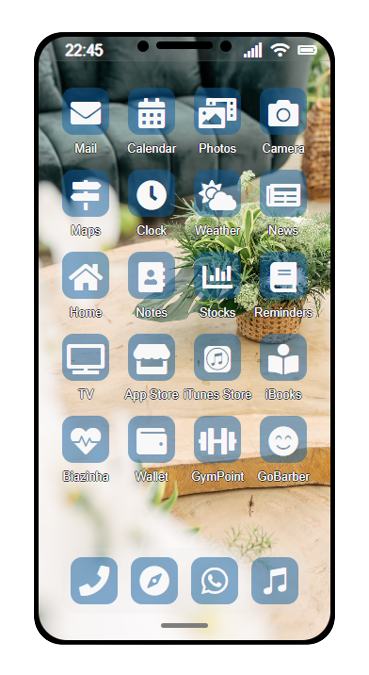 22:45
Mail Calendar Photos Camera
Maps Clock Weather News
Home Notes Stocks Reminders
TV App Store iTunes Store iBooks
Biazinha Wallet GymPoint GoBarber